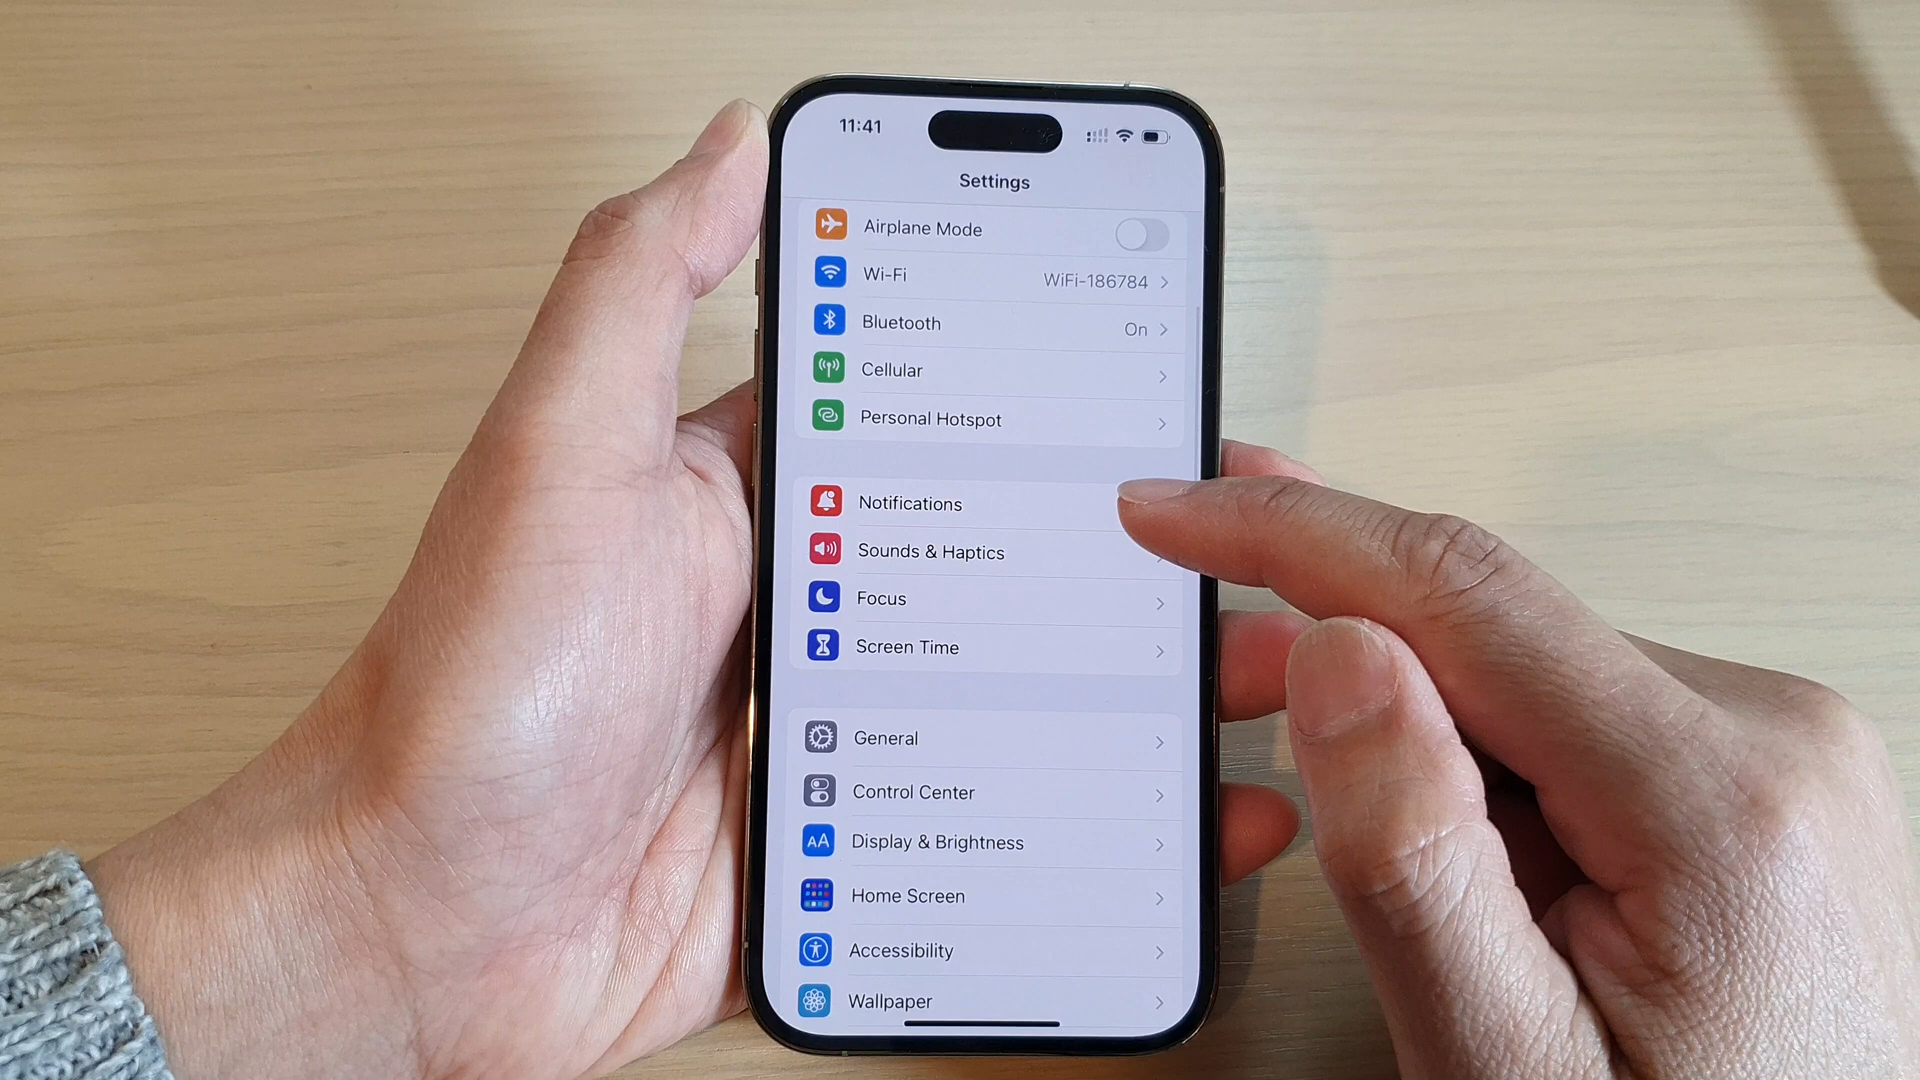 11:41
Settings
Airplane Mode
Wi-Fi WiFi-186784
Bluetooth On
Cellular
Personal Hotspot
Notifications
Sounds & Haptics
Focus
Screen Time
General
Control Center
AA Display & Brightness
Home Screen
Accessibility
Wallpaper